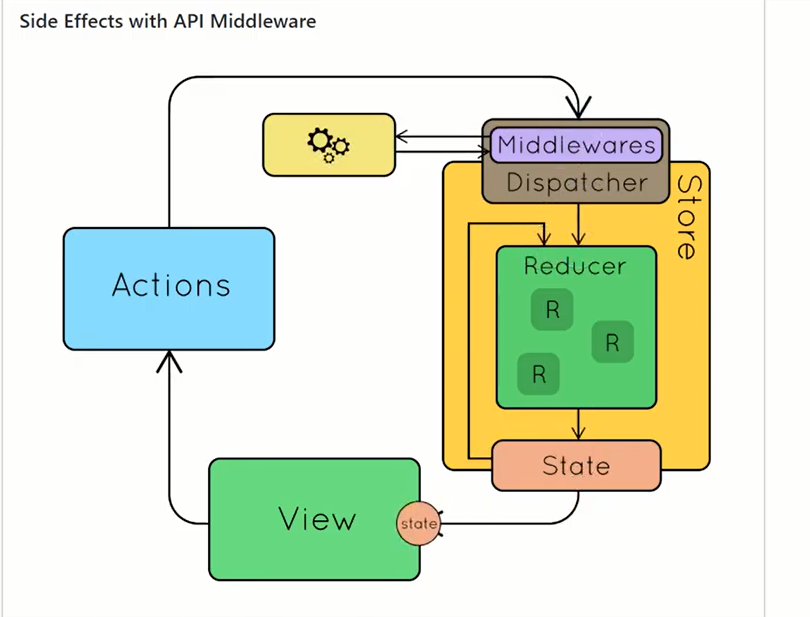 Side Effects with API Middleware
Middlewares
Dispatcher
Store
Reducer
R
R
R
Actions
State
View
state